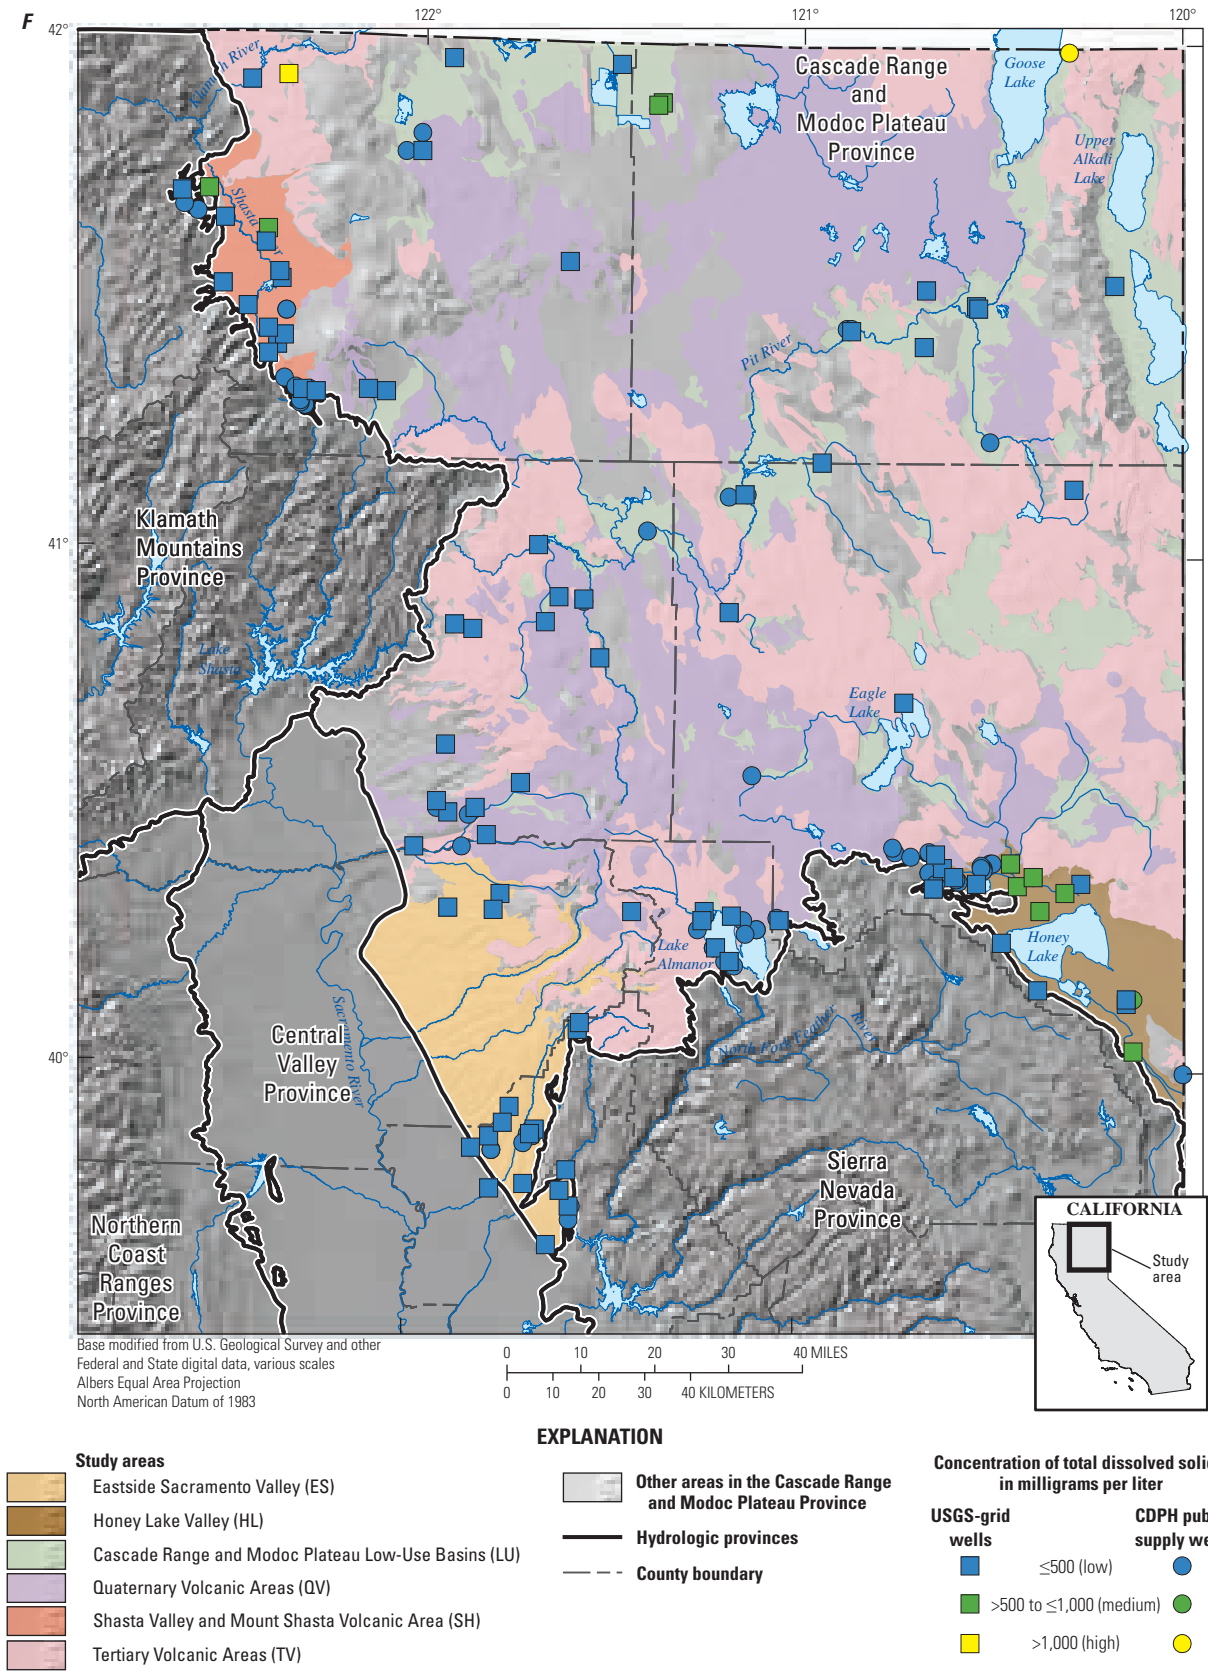 F
122°
121°
120°
42°
41°
40°
Klamath River
Cascade Range
and
Modoc Plateau
Province
Goose
Lake
Upper
Alkali
Lake
Shasta
Pit River
Klamath
Mountains
Province
Lake
Shasta
Eagle
Lake
Lake
Almanor
Honey
Lake
North Fork Feather River
Central
Valley
Province
Sacramento River
Sierra
Nevada
Province
Northern
Coast
Ranges
Province
CALIFORNIA
Study
area
Base modified from U.S. Geological Survey and other
Federal and State digital data, various scales
Albers Equal Area Projection
North American Datum of 1983
0 10 20 30 40 MILES
0 10 20 30 40 KILOMETERS
EXPLANATION
Study areas
Eastside Sacramento Valley (ES)
Honey Lake Valley (HL)
Cascade Range and Modoc Plateau Low-Use Basins (LU)
Quaternary Volcanic Areas (QV)
Shasta Valley and Mount Shasta Volcanic Area (SH)
Tertiary Volcanic Areas (TV)
Other areas in the Cascade Range
and Modoc Plateau Province
Hydrologic provinces
County boundary
Concentration of total dissolved soli
in milligrams per liter
USGS-grid
wells
CDPH pub
supply we
≤500 (low)
>500 to ≤1,000 (medium)
>1,000 (high)